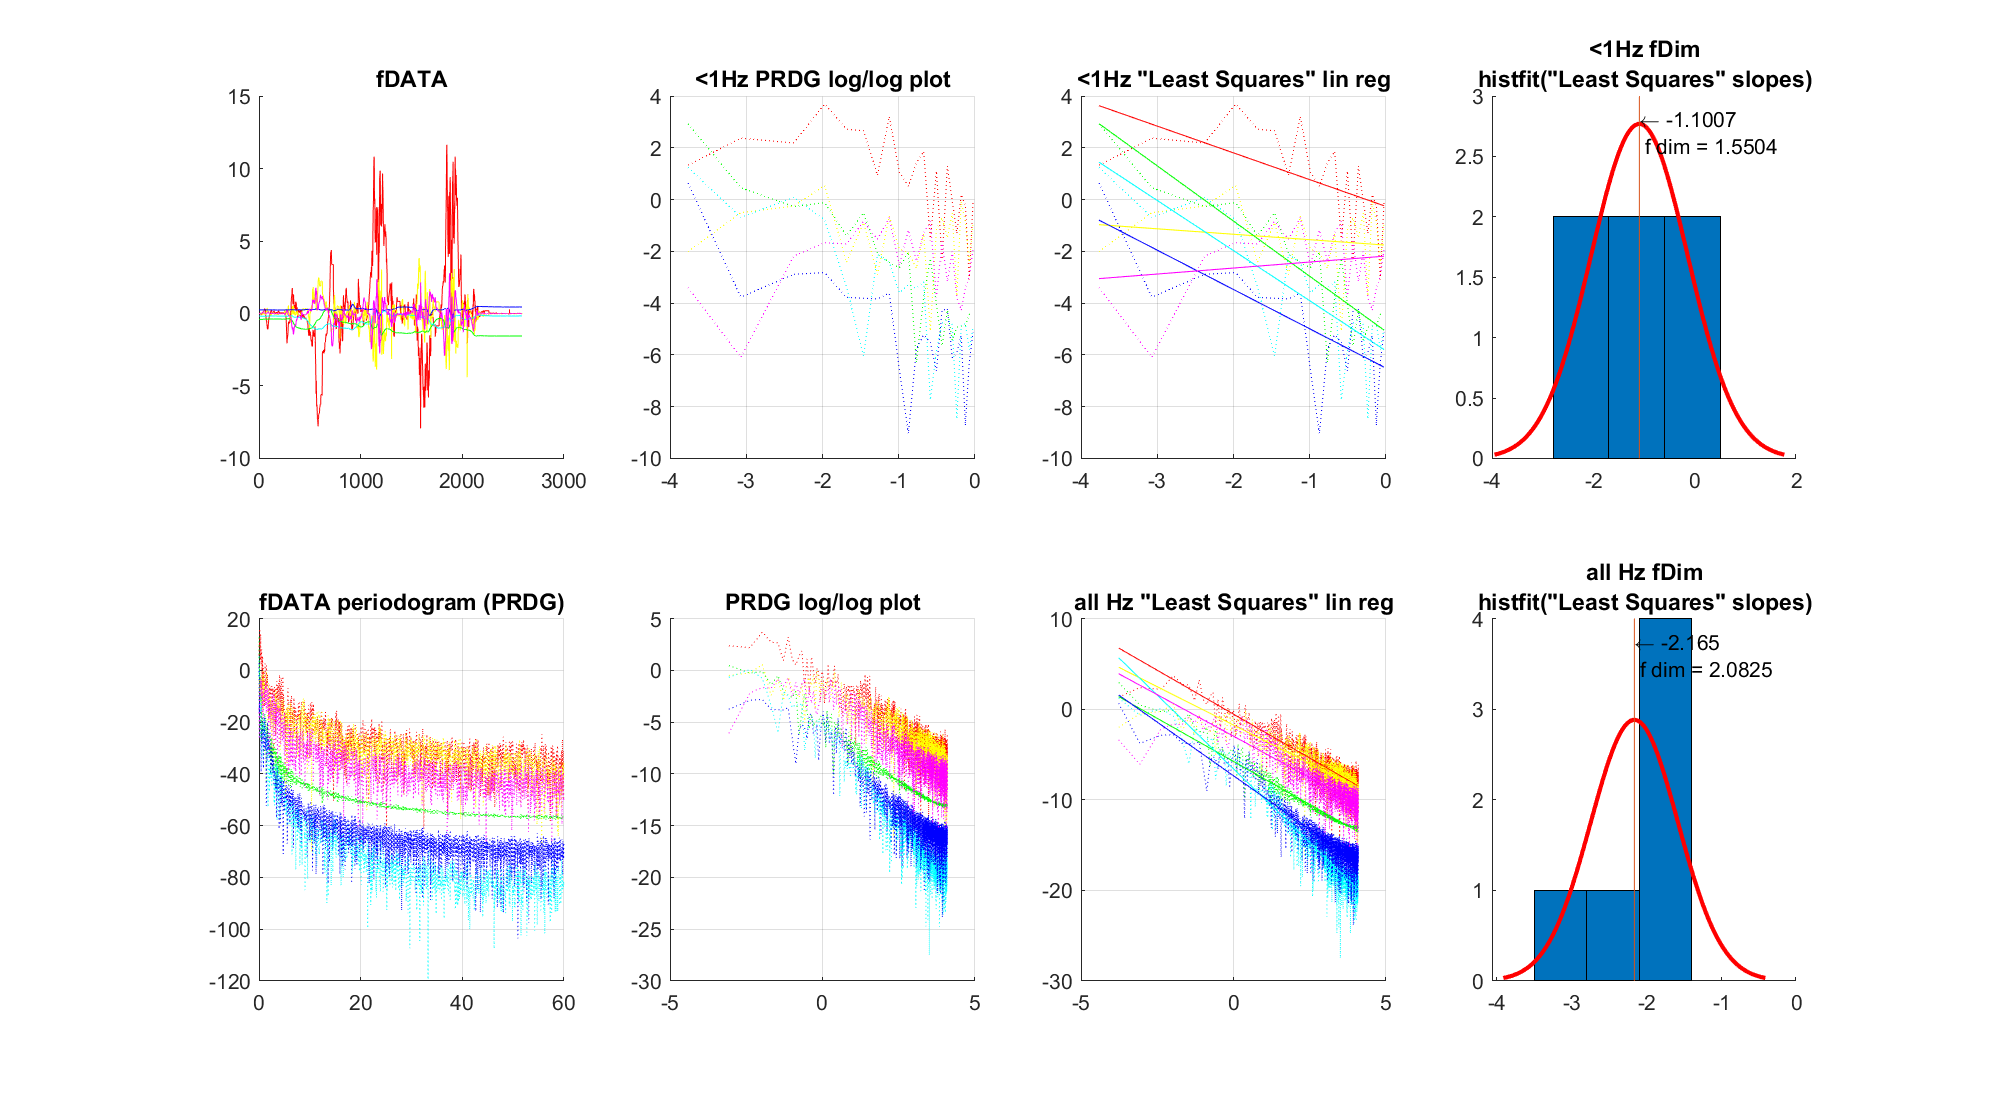 fDATA
15
10
5
0
-5
-10
0 1000 2000 3000
<1Hz PRDG log/log plot
4
2
0
-2
-4
-6
-8
-10
-4 -3 -2 -1 0
<1Hz "Least Squares" lin reg
4
2
0
-2
-4
-6
-8
-10
-4 -3 -2 -1 0
<1Hz fDim
histfit("Least Squares" slopes)
← -1.1007
f dim = 1.5504
3
2.5
2
1.5
1
0.5
0
-4 -2 0 2
fDATA periodogram (PRDG)
20
0
-20
-40
-60
-80
-100
-120
0 20 40 60
PRDG log/log plot
5
0
-5
-10
-15
-20
-25
-30
-5 0 5
all Hz "Least Squares" lin reg
10
0
-10
-20
-30
-5 0 5
all Hz fDim
histfit("Least Squares" slopes)
← -2.165
f dim = 2.0825
4
3
2
1
0
-4 -3 -2 -1 0